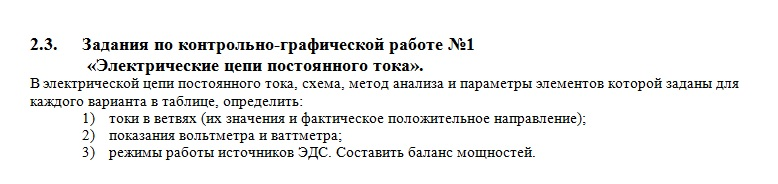 2.3. Задания по контрольно-графической работе №1
«Электрические цепи постоянного тока».
В электрической цепи постоянного тока, схема, метод анализа и параметры элементов которой заданы для
каждого варианта в таблице, определить:
1) токи в ветвях (их значения и фактическое положительное направление);
2) показания вольтметра и ваттметра;
3) режимы работы источников ЭДС. Составить баланс мощностей.